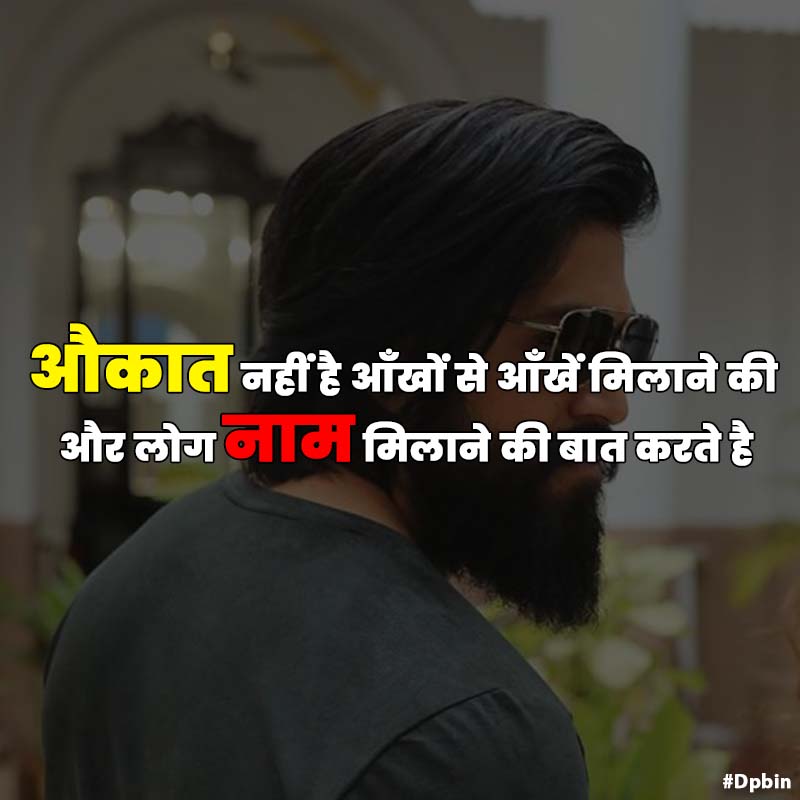 औकात नहीं है आँखों से आँखें मिलाने की
और लोग नाम मिलाने की बात करते है
#Dpbin